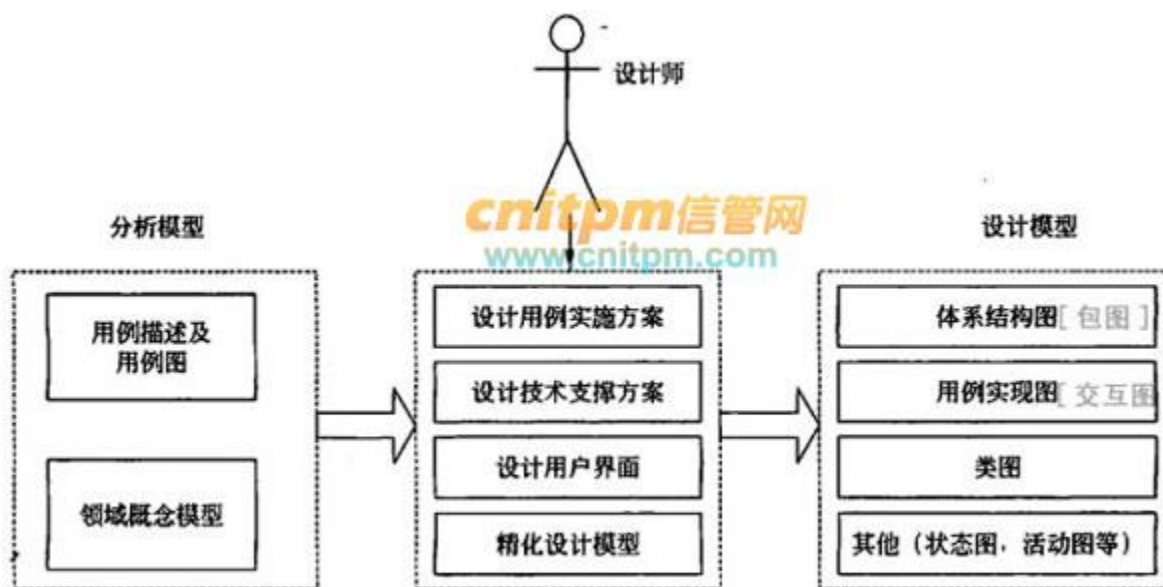 设计师
cnitpm信管网
www.cnitpm.com
分析模型
设计模型
用例描述及
用例图
领域概念模型
设计用例实施方案
设计技术支撑方案
设计用户界面
精化设计模型
体系结构图[ 包图 ]
用例实现图[ 交互图
类图
其他（状态图，活动图等）